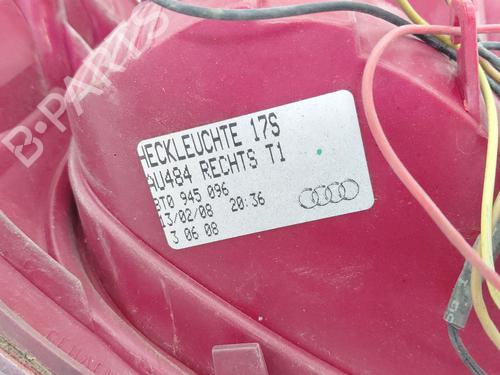 B-PARTS
HECKLEUCHTE 17S
AU484 RECHTS T1
8T0 945 096
13/02/08 20:36
3 06 08